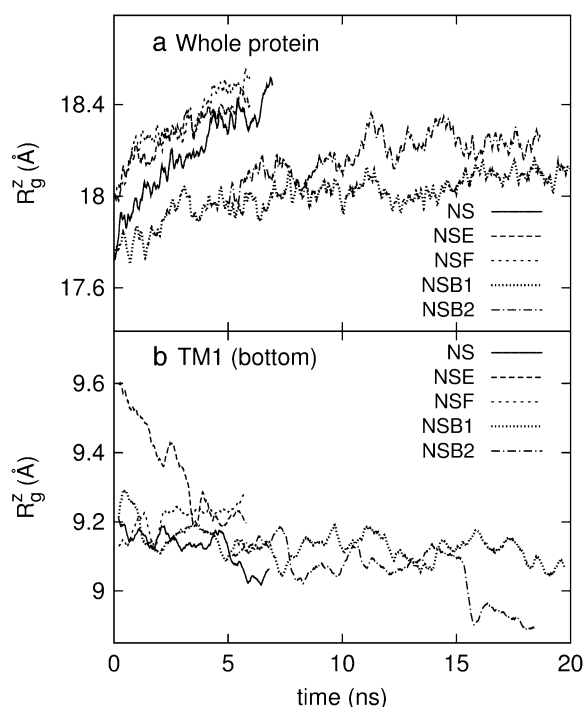 a Whole protein
18.4
18
17.6
R_g^z (Å)
NS
NSE
NSF
NSB1
NSB2
b TM1 (bottom)
9.6
9.4
9.2
9
R_g^z (Å)
NS
NSE
NSF
NSB1
NSB2
0 5 10 15 20
time (ns)